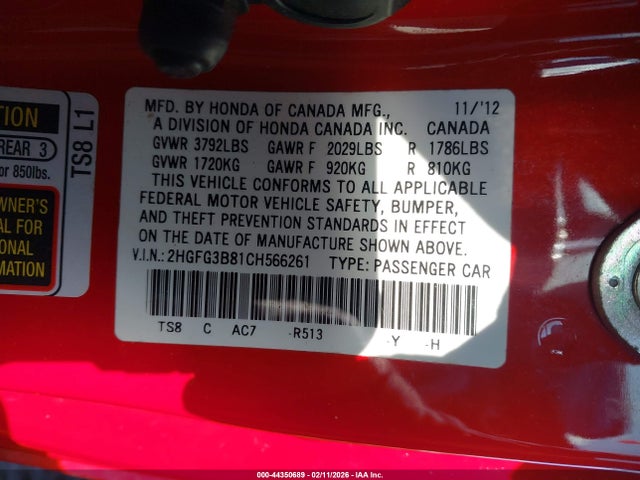 TION
REAR 3
or 850lbs.
WNER'S
AL FOR
ONAL
RMATION
TS8 L1
MFD. BY HONDA OF CANADA MFG., 11/'12
A DIVISION OF HONDA CANADA INC. CANADA
GVWR 3792LBS GAWR F 2029LBS R 1786LBS
GVWR 1720KG GAWR F 920KG R 810KG
THIS VEHICLE CONFORMS TO ALL APPLICABLE
FEDERAL MOTOR VEHICLE SAFETY, BUMPER,
AND THEFT PREVENTION STANDARDS IN EFFECT
ON THE DATE OF MANUFACTURE SHOWN ABOVE.
V.I.N.: 2HGFG3B81CH566261 TYPE: PASSENGER CAR
TS8 C AC7 -R513 -Y -H
000-44350689 - 02/11/2026 - IAA Inc.